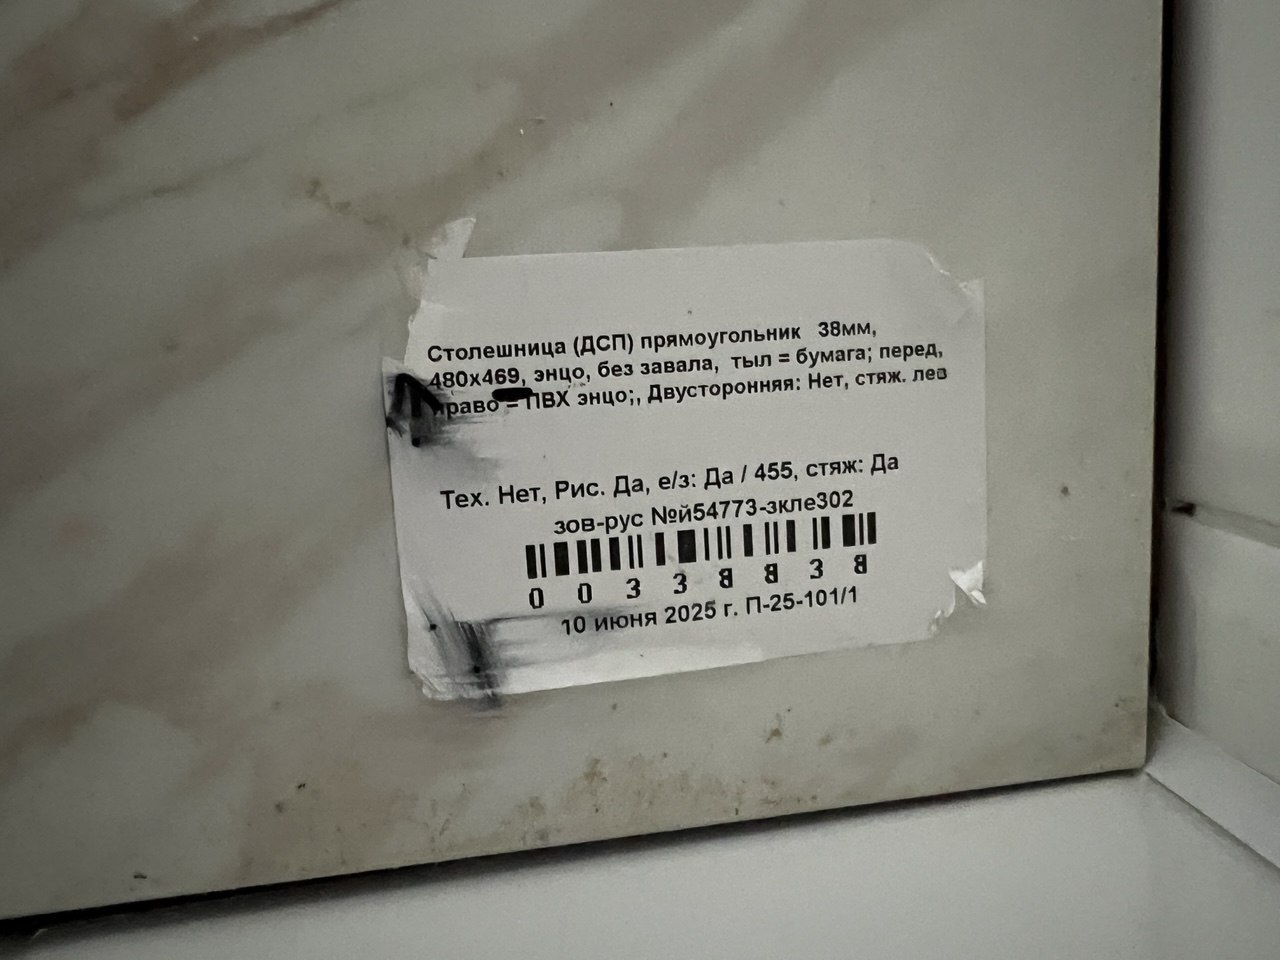 Столешница (ДСП) прямоугольник 38мм,
480х469, энцо, без завала, тыл = бумага; перед,
право = ПВХ энцо;, Двусторонняя: Нет, стяж. лев
Тех. Нет, Рис. Да, е/з: Да / 455, стяж: Да
зов-рус №й54773-зкле302
0 0 3 3 8 8 3 8
10 июня 2025 г. П-25-101/1